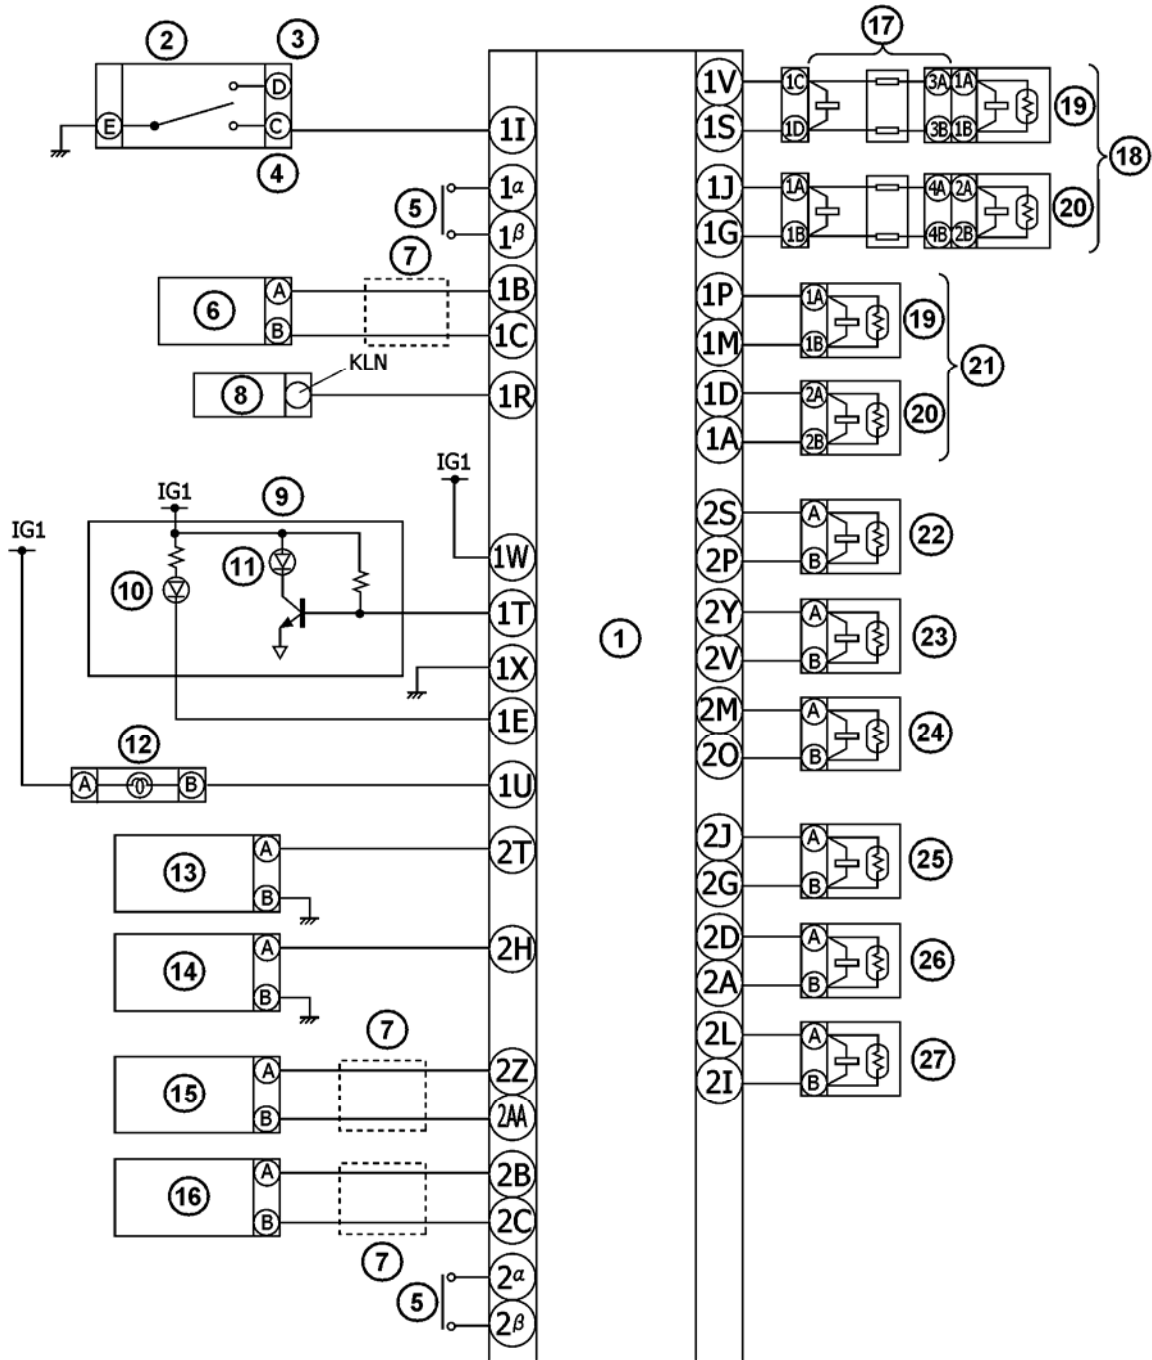 2
3
D
E
C
4
1I
1α
5
1β
7
A
1B
6
B
1C
KLN
8
1R
IG1
IG1
9
IG1
11
1W
10
1T
1X
1E
12
A
B
1U
A
2T
13
B
A
2H
14
B
7
A
2Z
15
B
2AA
A
2B
16
B
2C
7
2α
5
2β
1
17
1V
1C
3A
1A
19
1S
1D
3B
1B
18
1J
1A
4A
2A
20
1G
1B
4B
2B
1P
1A
19
1M
1B
21
1D
2A
20
1A
2B
2S
A
22
2P
B
2Y
A
23
2V
B
2M
A
24
2O
B
2J
A
25
2G
B
2D
A
26
2A
B
2L
A
27
2I
B